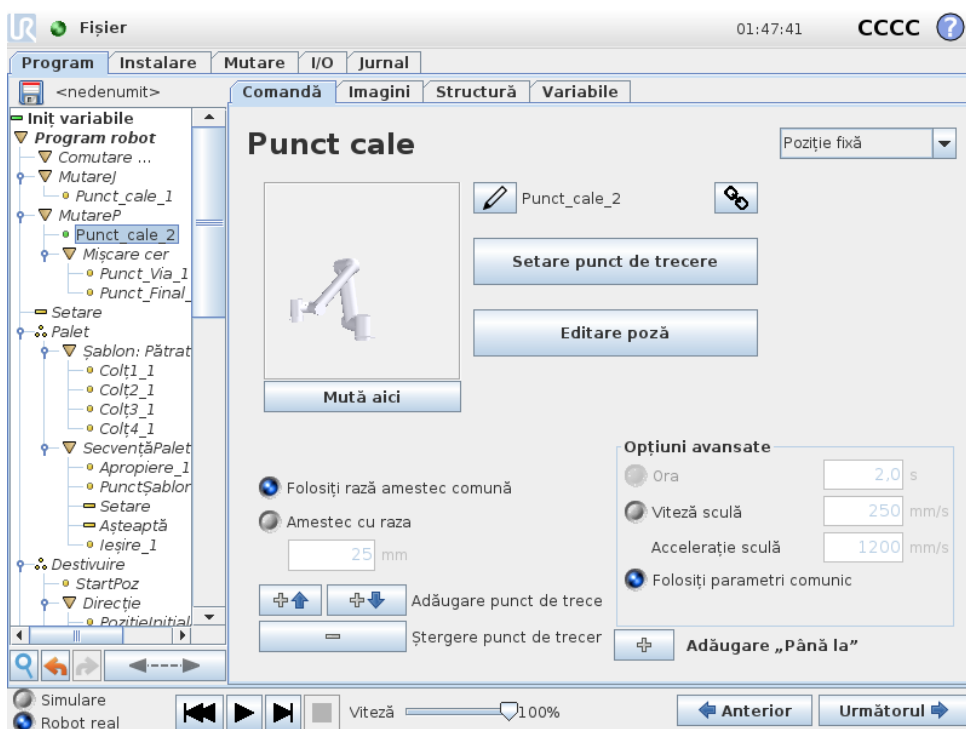 UR Fișier 01:47:41 CCCC ?
Program Instalare Mutare I/O Jurnal
<nedenumit> Comandă Imagini Structură Variabile
Iniț variabile
Program robot
Comutare ...
MutareJ
Punct_cale_1
MutareP
Punct_cale_2
Mișcare cer
Punct_Via_1
Punct_Final_
Setare
Palet
Șablon: Pătrat
Colț1_1
Colț2_1
Colț3_1
Colț4_1
SecvențăPalet
Apropiere_1
PunctȘablor
Setare
Așteaptă
Ieșire_1
Destivuire
StartPoz
Direcție
PozițieInițial
Punct cale
Poziție fixă
Punct_cale_2
Setare punct de trecere
Editare poză
Mută aici
Folosiți rază amestec comună
Amestec cu raza
25 mm
Adăugare punct de trece
Ștergere punct de trecer
Opțiuni avansate
Ora 2,0 s
Viteză sculă 250 mm/s
Accelerație sculă 1200 mm/s
Folosiți parametri comunic
Adăugare „Până la”
Simulare
Robot real
Viteză 100%
Anterior Următorul